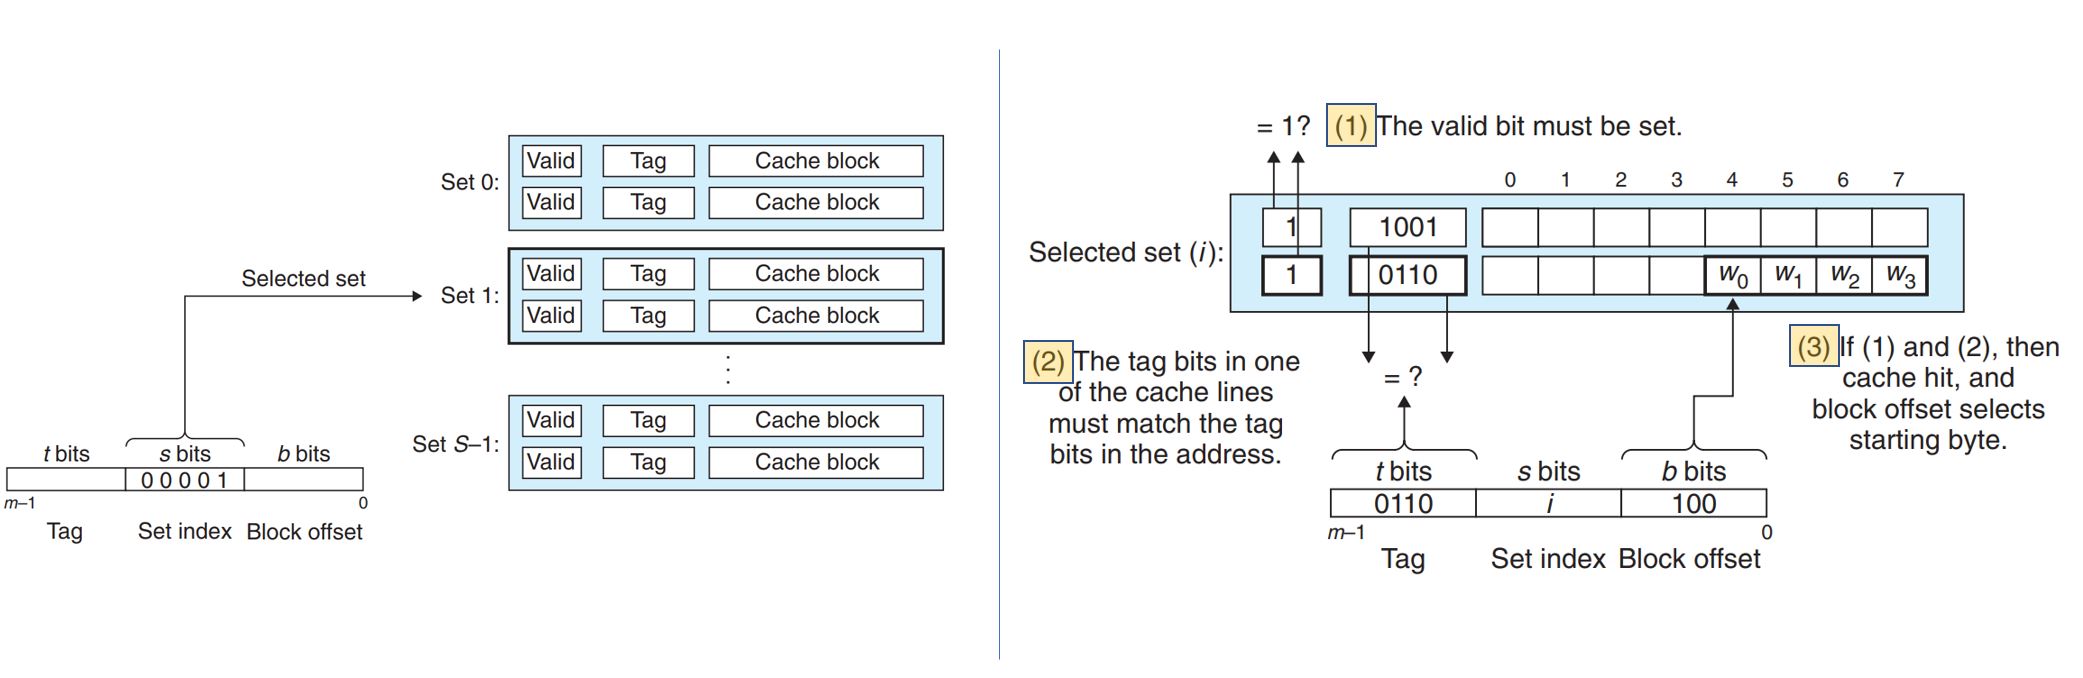 Set 0:
Valid Tag Cache block
Valid Tag Cache block
Selected set
Set 1:
Valid Tag Cache block
Valid Tag Cache block
Set S–1:
Valid Tag Cache block
Valid Tag Cache block
t bits s bits b bits
0 0 0 0 1
m–1 0
Tag Set index Block offset
= 1? (1) The valid bit must be set.
0 1 2 3 4 5 6 7
Selected set (i):
1 1001
1 0110 w0 w1 w2 w3
(2) The tag bits in one
of the cache lines
must match the tag
bits in the address.
= ?
(3) If (1) and (2), then
cache hit, and
block offset selects
starting byte.
t bits s bits b bits
0110 i 100
m–1 0
Tag Set index Block offset